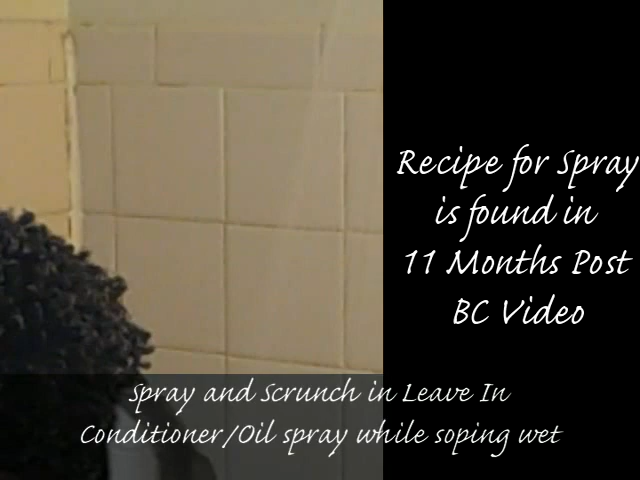 Recipe for Spray
is found in
11 Months Post
BC Video
Spray and Scrunch in Leave In
Conditioner/Oil spray while soping wet